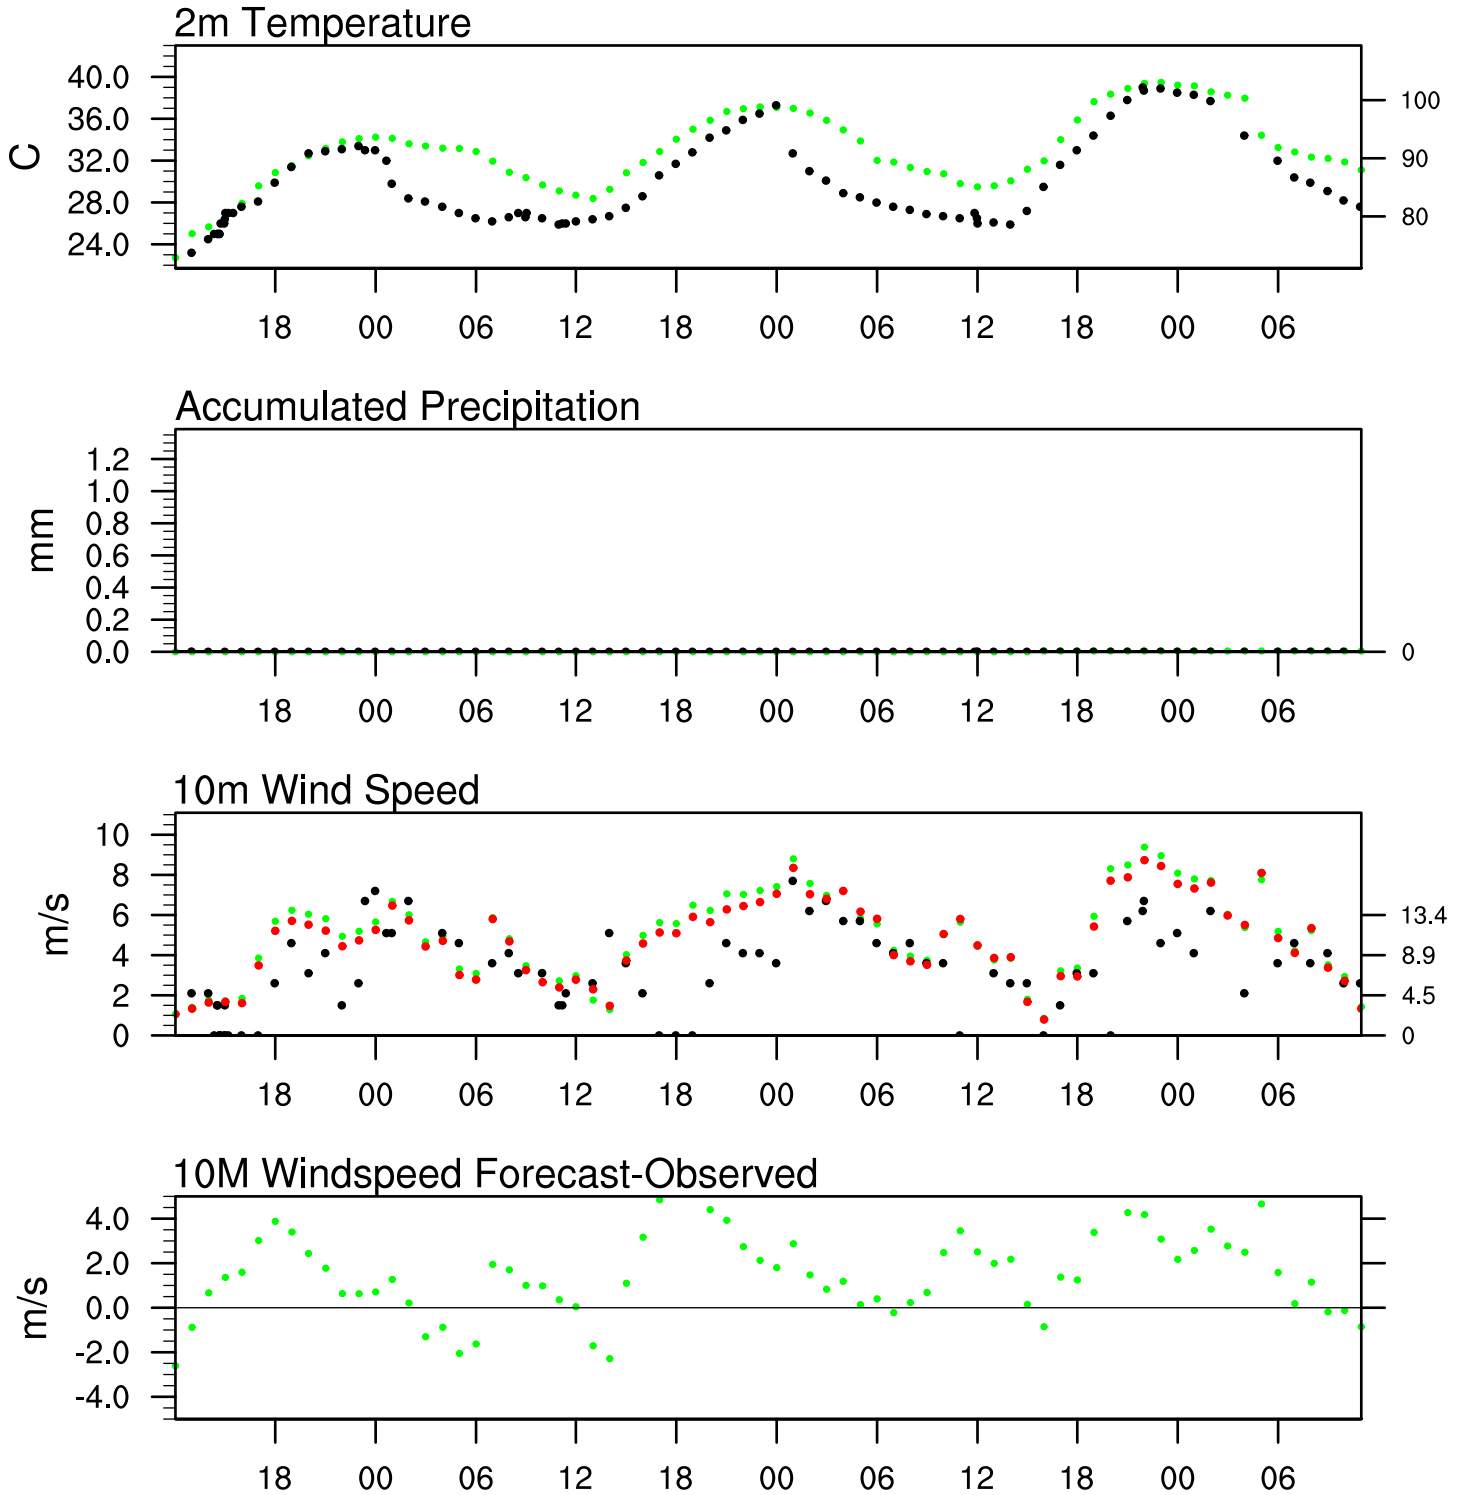 2m Temperature
C
40.0
36.0
32.0
28.0
24.0
100
90
80
18 00 06 12 18 00 06 12 18 00 06
Accumulated Precipitation
mm
1.2
1.0
0.8
0.6
0.4
0.2
0.0
0
18 00 06 12 18 00 06 12 18 00 06
10m Wind Speed
m/s
10
8
6
4
2
0
13.4
8.9
4.5
0
18 00 06 12 18 00 06 12 18 00 06
10M Windspeed Forecast-Observed
m/s
4.0
2.0
0.0
-2.0
-4.0
18 00 06 12 18 00 06 12 18 00 06